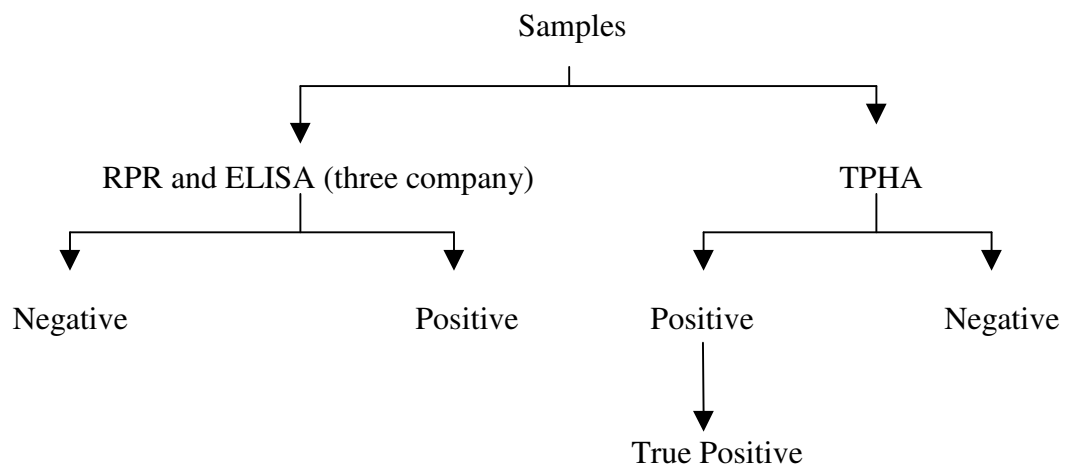 Samples
RPR and ELISA (three company)
TPHA
Negative
Positive
Positive
Negative
True Positive